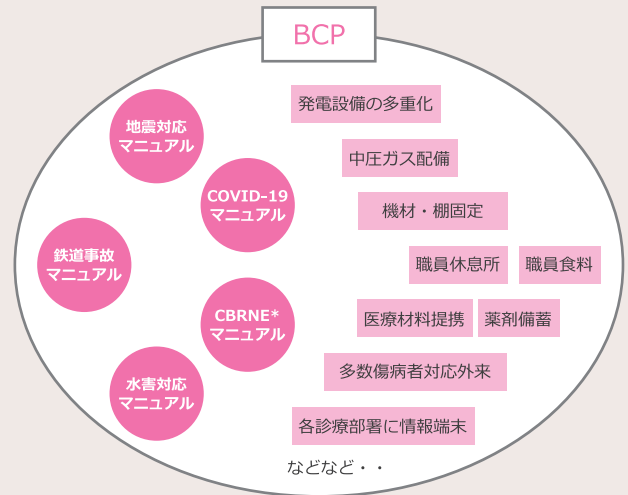 BCP
地震対応
マニュアル
COVID-19
マニュアル
鉄道事故
マニュアル
CBRNE*
マニュアル
水害対応
マニュアル
発電設備の多重化
中圧ガス配備
機材・棚固定
職員休息所
職員食料
医療材料提携
薬剤備蓄
多数傷病者対応外来
各診療部署に情報端末
などなど・・